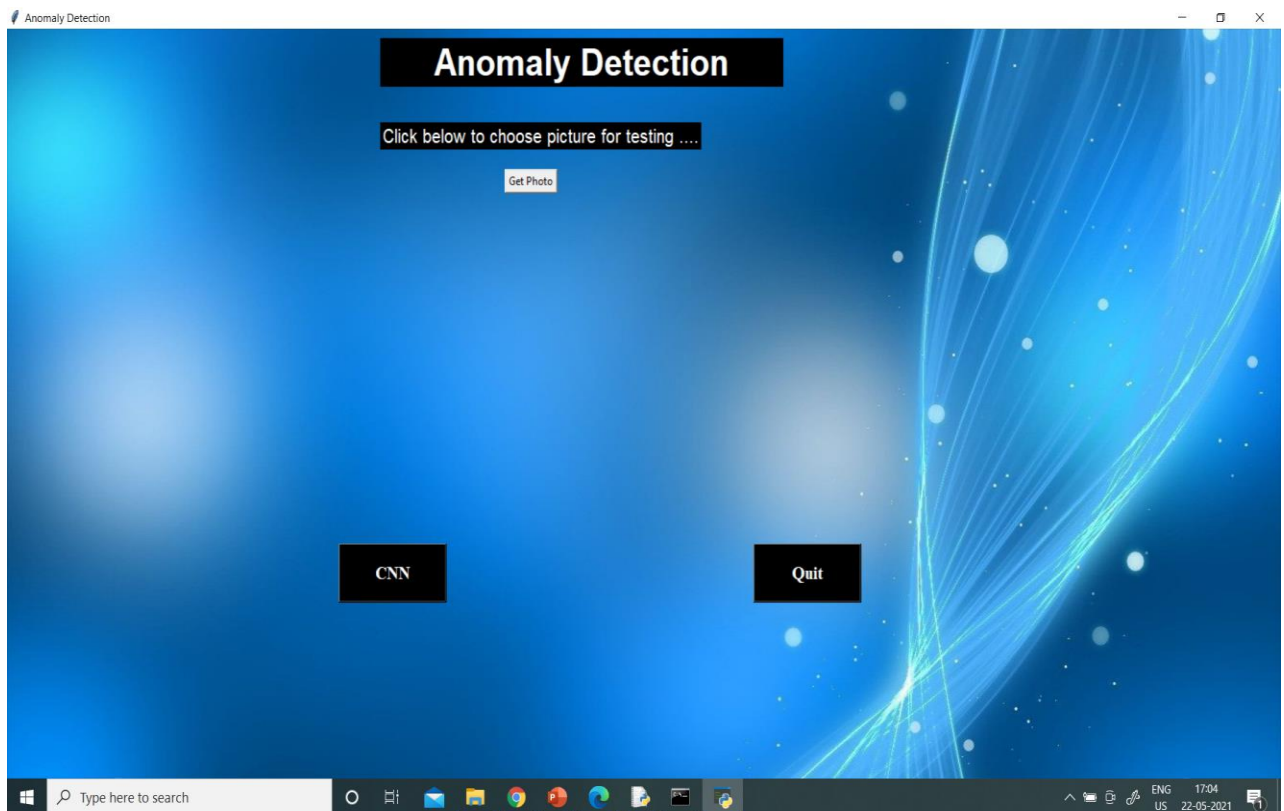 Anomaly Detection
Anomaly Detection
Click below to choose picture for testing ....
Get Photo
CNN
Quit
Type here to search
ENG
US
17:04
22-05-2021